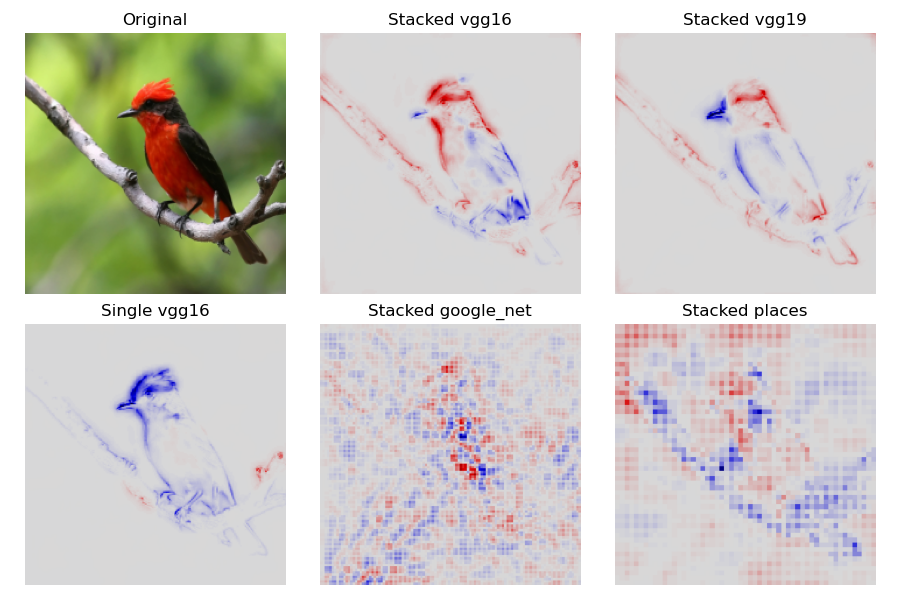 Original
Stacked vgg16
Stacked vgg19
Single vgg16
Stacked google_net
Stacked places